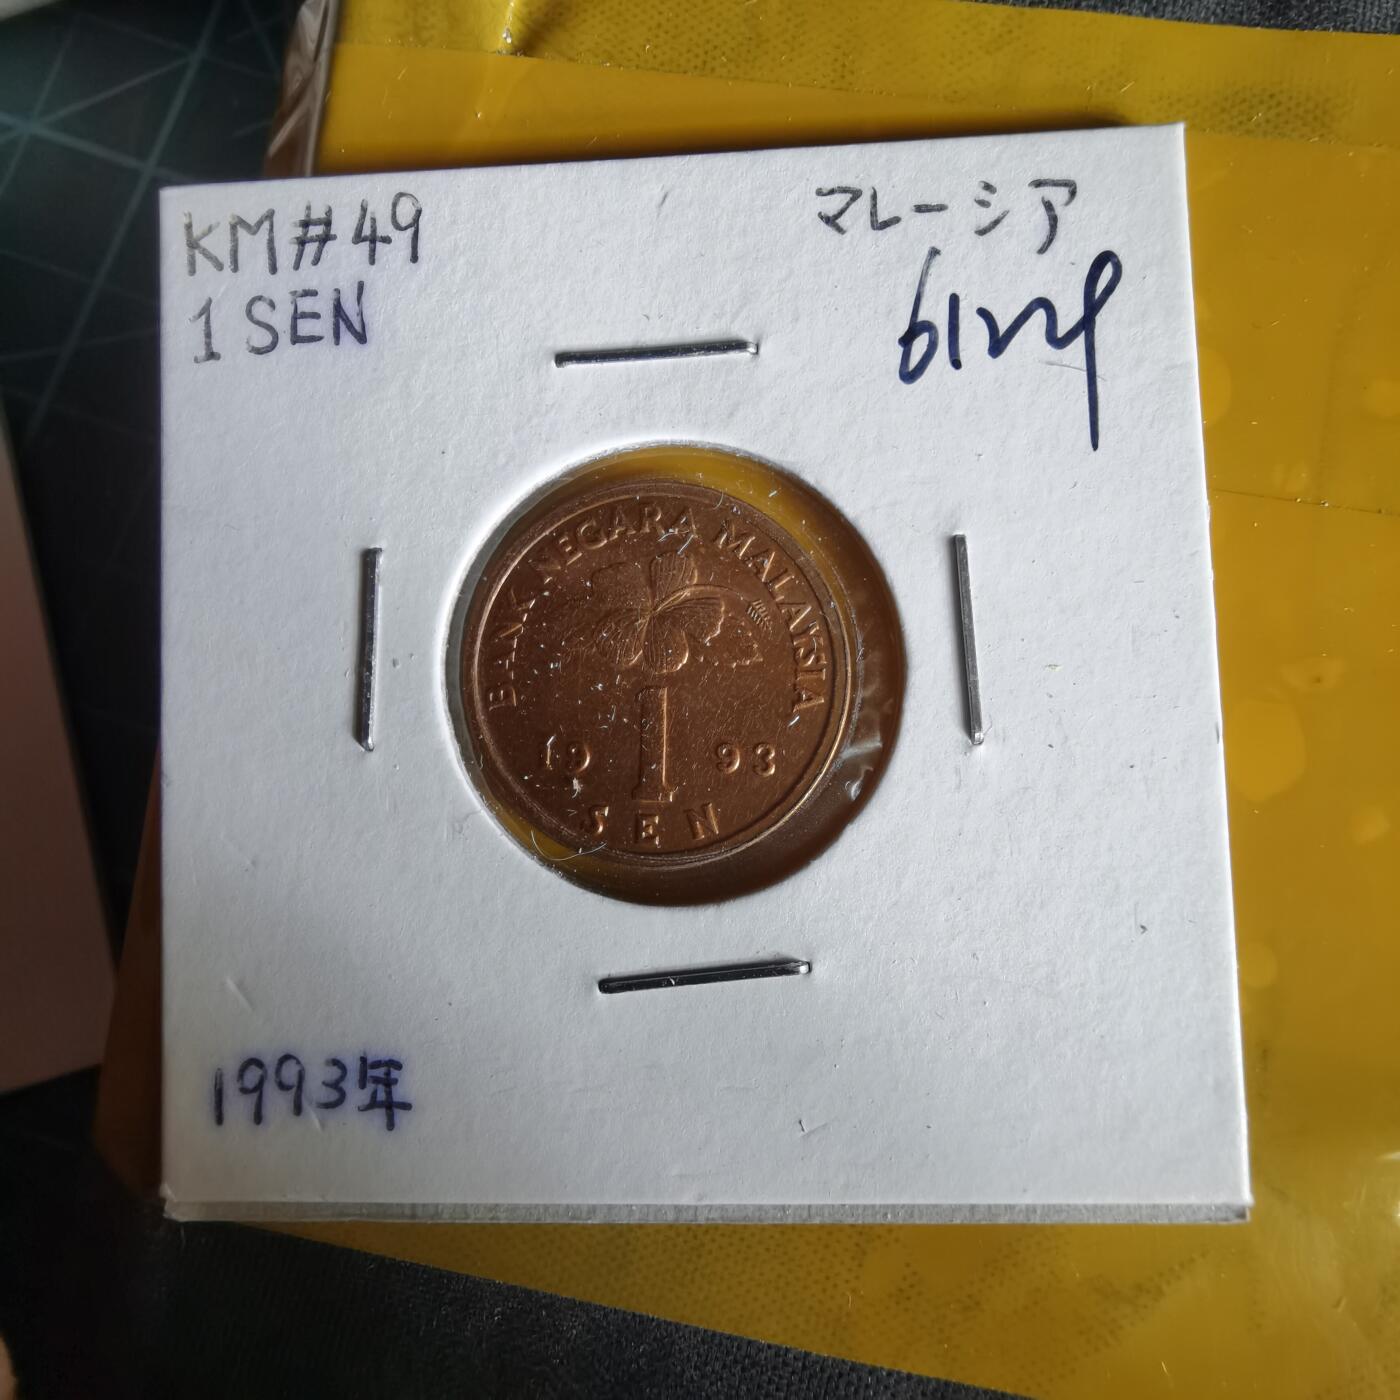 KM#49
1 SEN
マレーシア
BANK NEGARA MALAYSIA
1
19 93
SEN
1993年